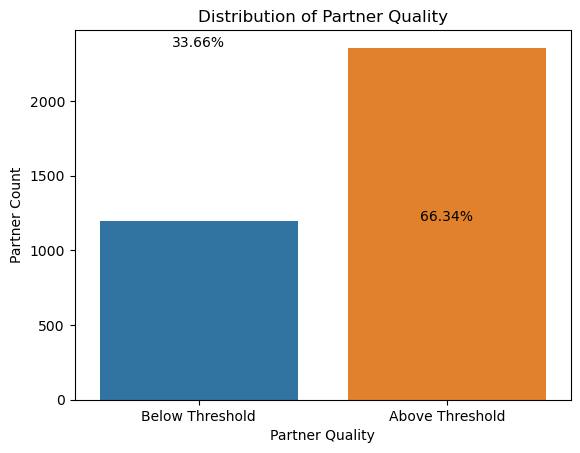 Distribution of Partner Quality
33.66%
66.34%
Partner Count
2000
1500
1000
500
0
Below Threshold
Above Threshold
Partner Quality